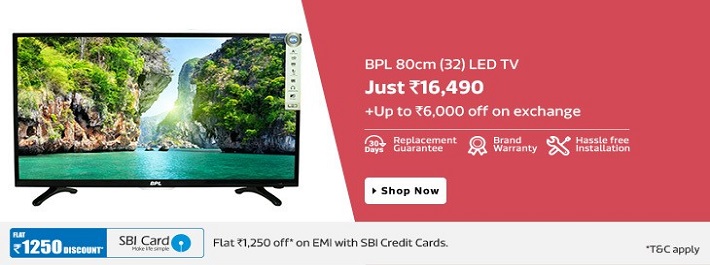 BPL 80cm (32) LED TV
Just ₹16,490
+Up to ₹6,000 off on exchange
30 Days
Replacement Guarantee
Brand Warranty
Hassle free Installation
Shop Now
BPL
FLAT
₹1250 DISCOUNT*
SBI Card
Make life simple
Flat ₹1,250 off* on EMI with SBI Credit Cards.
*T&C apply